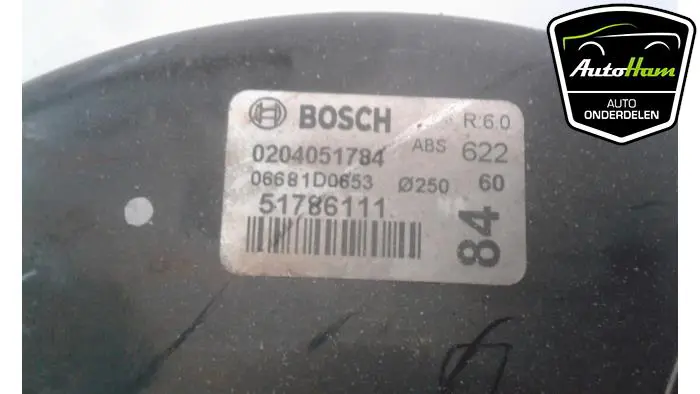 BOSCH R:6.0
0204051784 ABS 622
06681D0653 Ø250 60
51786111
84
AutoHam
AUTO
ONDERDELEN